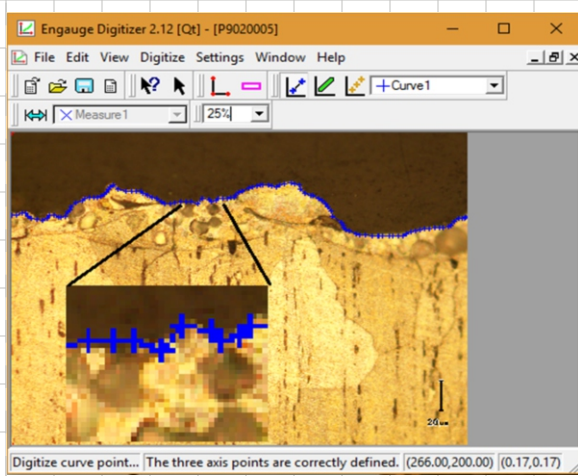 Engauge Digitizer 2.12 [Qt] - [P9020005]
File Edit View Digitize Settings Window Help
Curve1
Measure1 25%
20um
Digitize curve point... The three axis points are correctly defined. (266.00,200.00) (0.17,0.17)